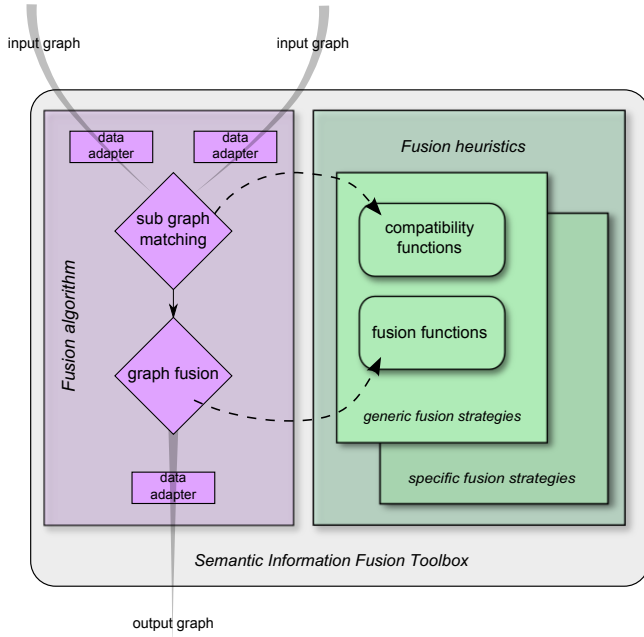 input graph
input graph
data
adapter
data
adapter
Fusion heuristics
sub graph
matching
compatibility
functions
Fusion algorithm
fusion functions
graph fusion
generic fusion strategies
data
adapter
specific fusion strategies
Semantic Information Fusion Toolbox
output graph